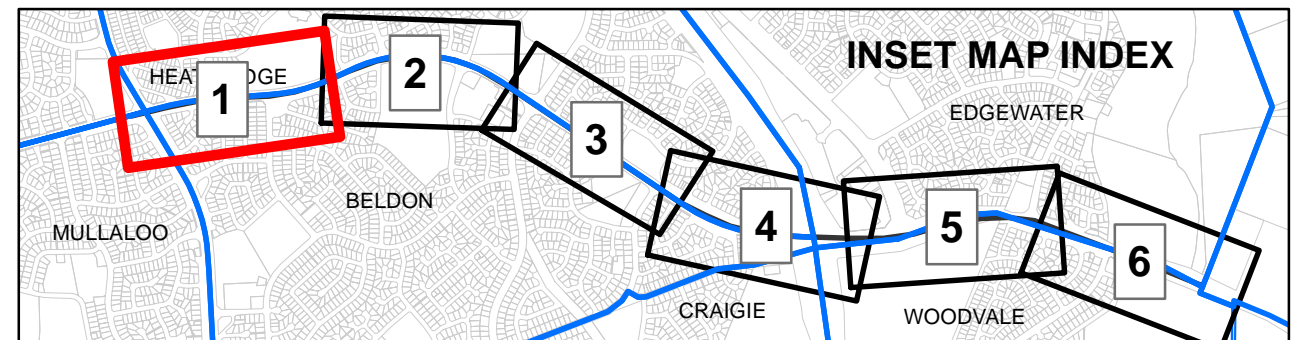 INSET MAP INDEX
1
2
3
4
5
6
EDGEWATER
BELDON
MULLALOO
CRAIGIE
WOODVALE